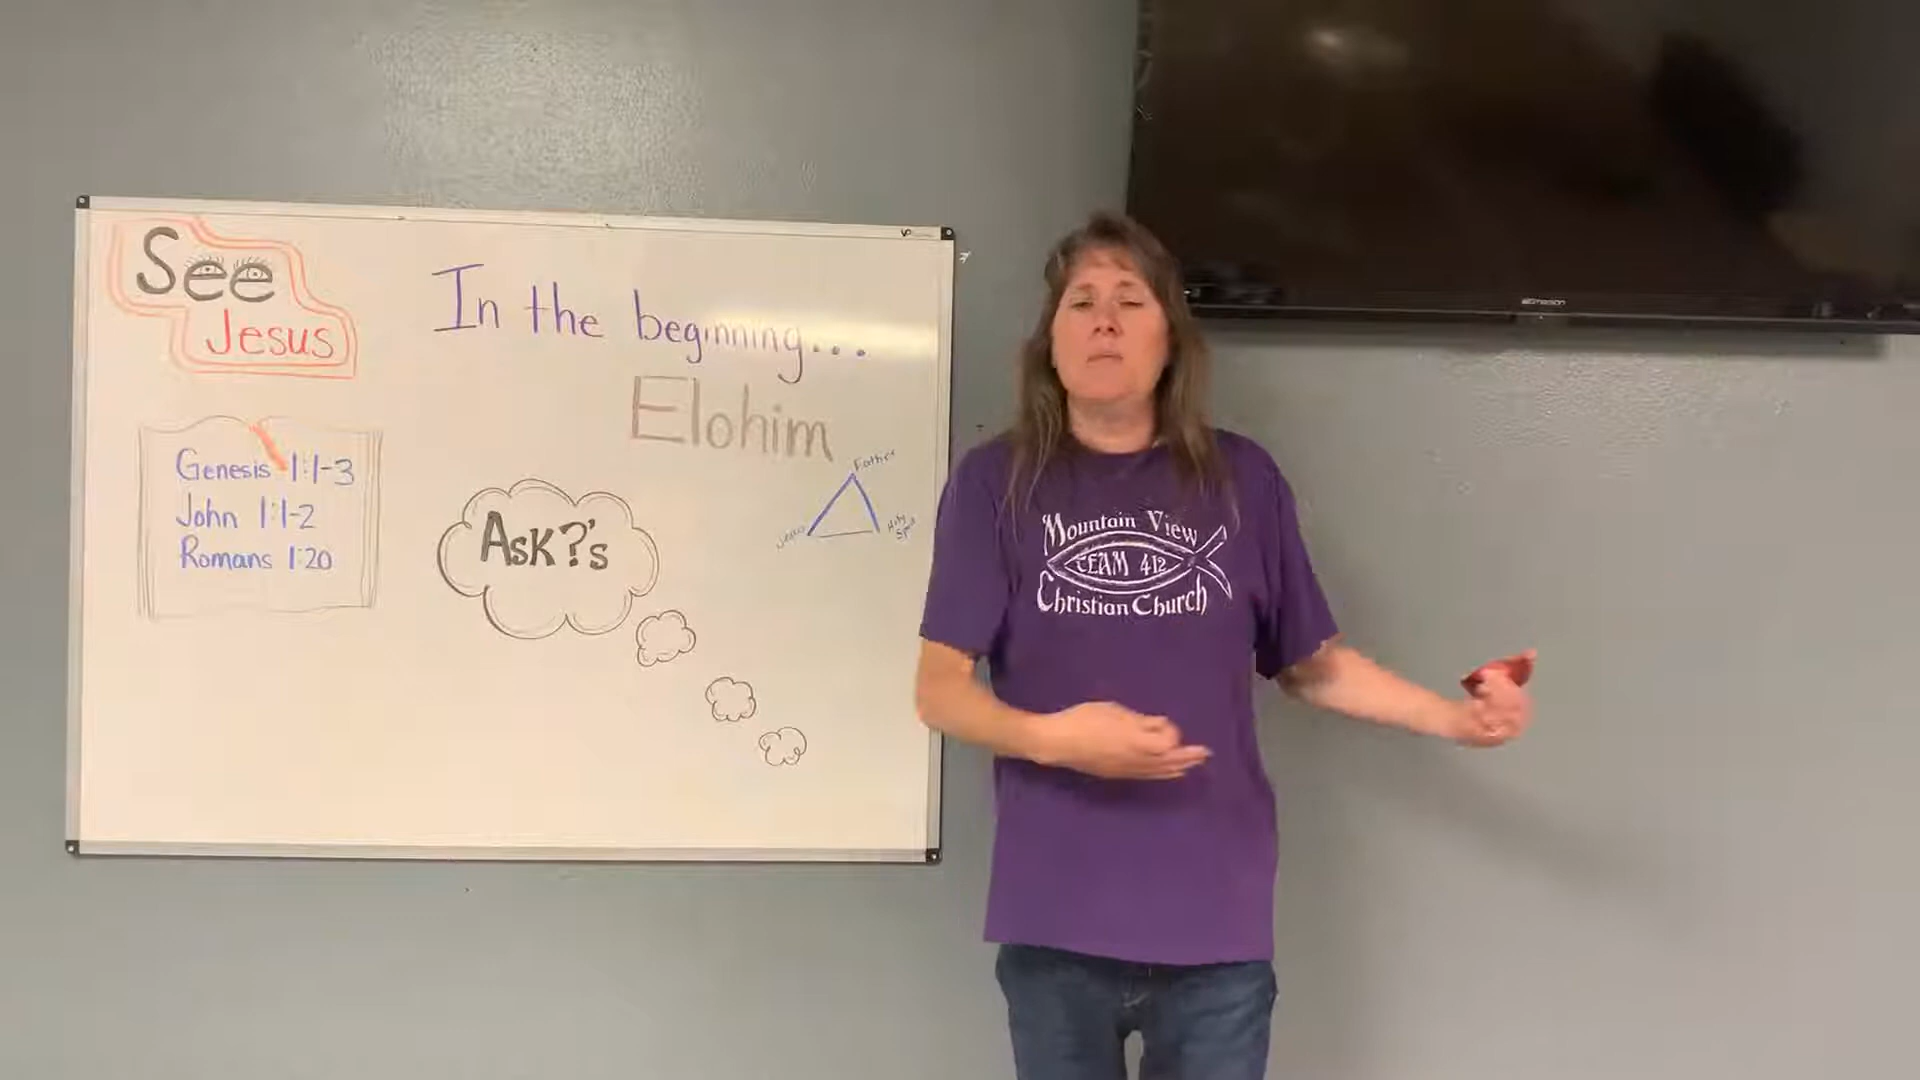 See
Jesus
In the beginning...
Elohim
Genesis 1:1-3
John 1:1-2
Romans 1:20
Ask?'s
Father
Jesus
Holy
Mountain View
TEAM 412
Christian Church
Emerson